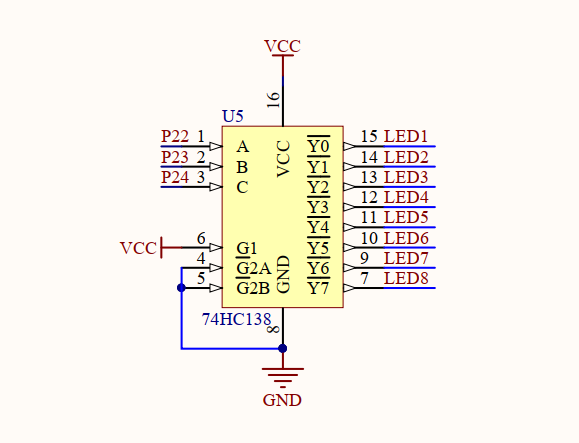 VCC
16
U5
P22 1 A VCC Y0 15 LED1
P23 2 B Y1 14 LED2
P24 3 C Y2 13 LED3
Y3 12 LED4
Y4 11 LED5
VCC 6 G1 Y5 10 LED6
4 G2A GND Y6 9 LED7
5 G2B Y7 7 LED8
74HC138 8
GND